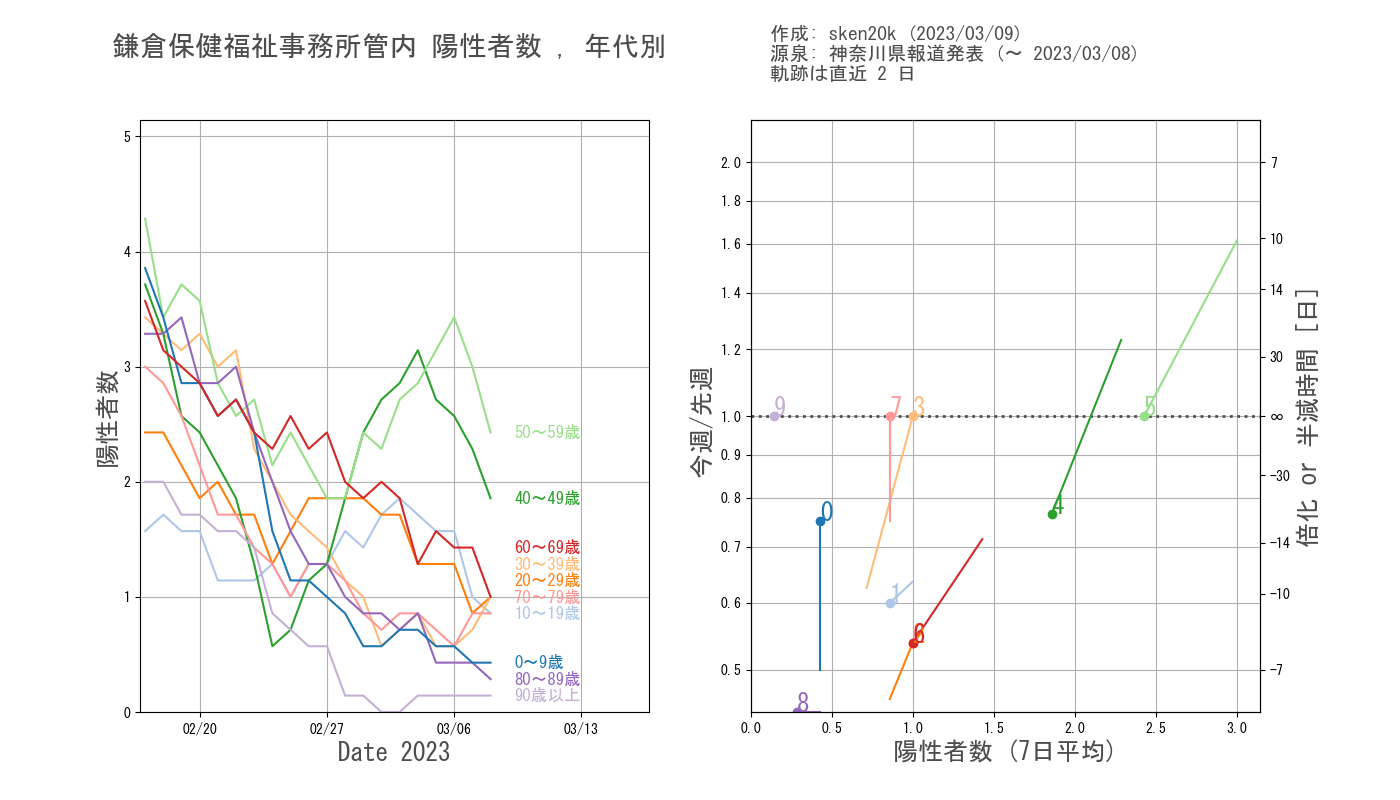 鎌倉保健福祉事務所管内 陽性者数 , 年代別
作成: sken20k (2023/03/09)
源泉: 神奈川県報道発表 (〜 2023/03/08)
軌跡は直近 2 日
陽性者数
5
4
3
2
1
0
02/20
02/27
03/06
03/13
Date 2023
50〜59歳
40〜49歳
60〜69歳
30〜39歳
20〜29歳
70〜79歳
10〜19歳
0〜9歳
80〜89歳
90歳以上
今週/先週
2.0
1.8
1.6
1.4
1.2
1.0
0.9
0.8
0.7
0.6
0.5
9
7
3
5
0
4
1
6
8
0.0
0.5
1.0
1.5
2.0
2.5
3.0
陽性者数 (7日平均)
7
10
14
30
∞
−30
−14
−10
−7
倍化 or 半減時間 [日]